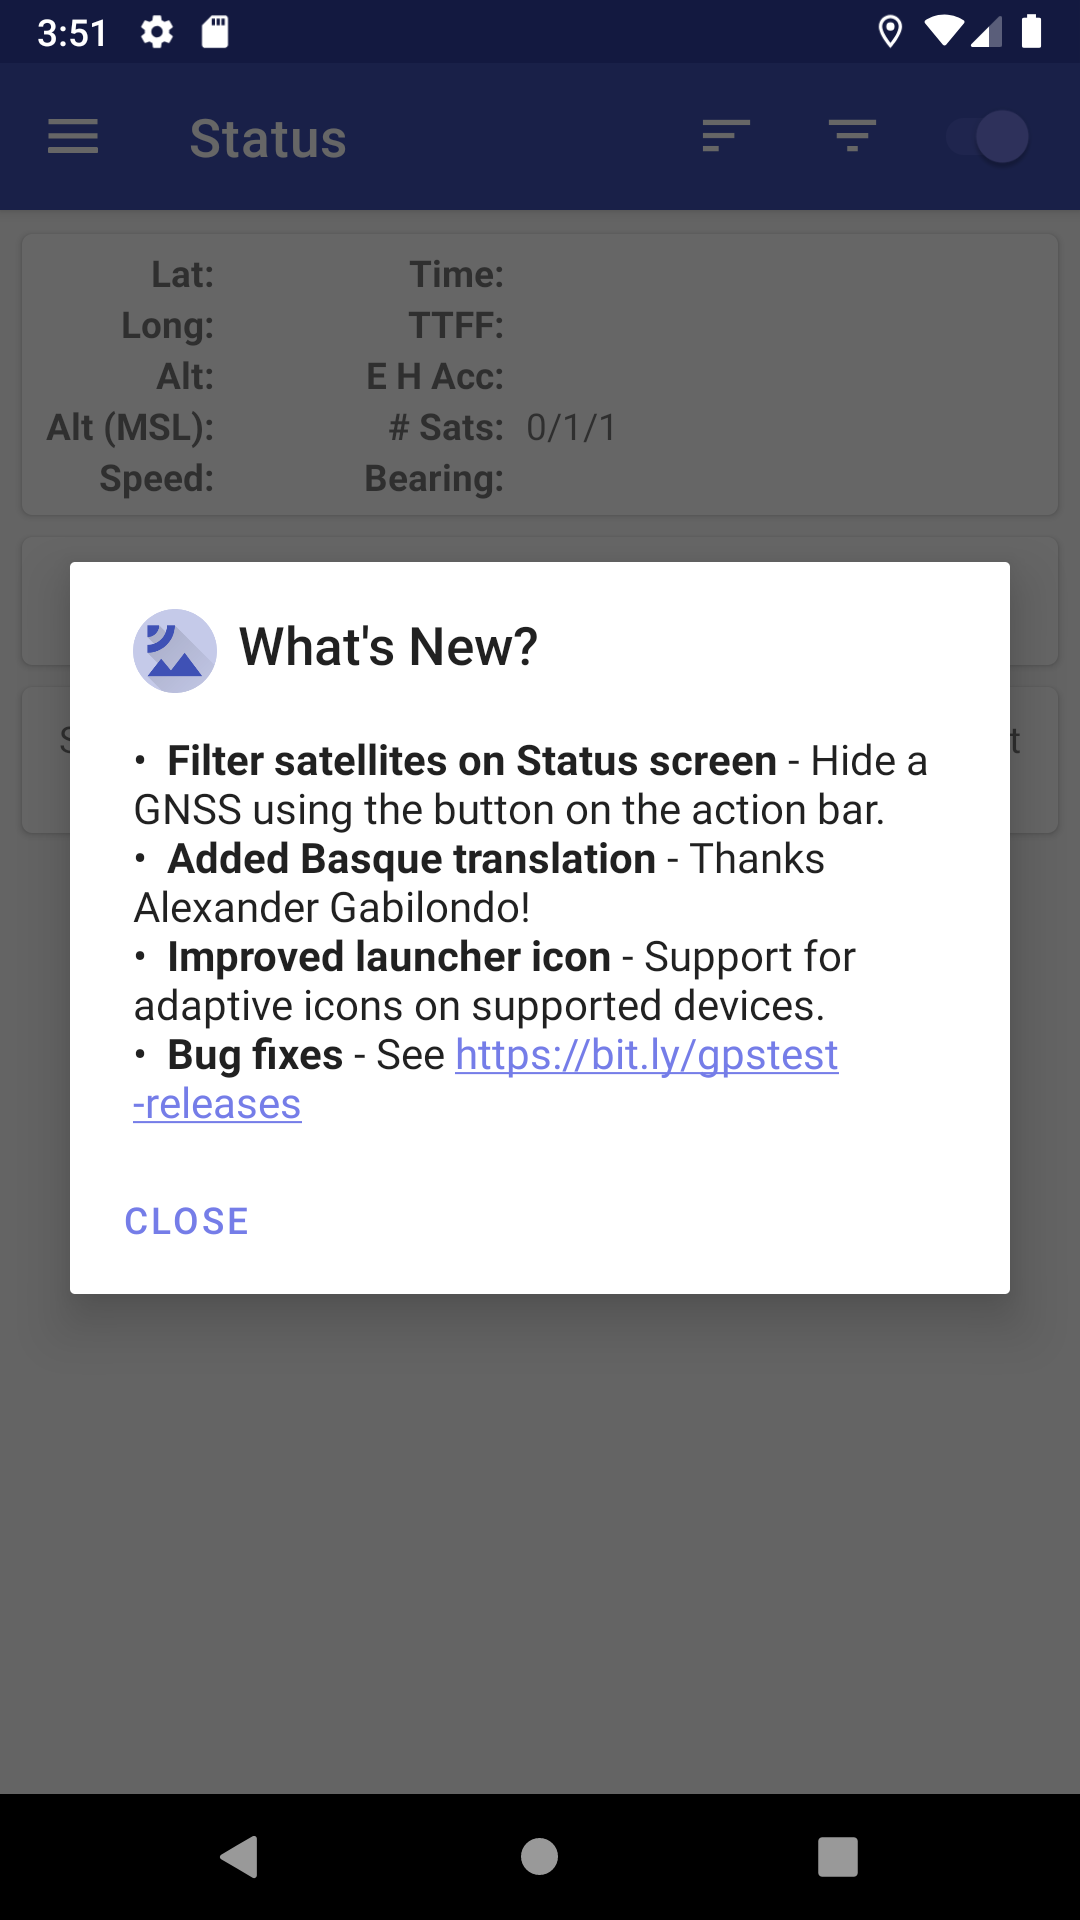 3:51
Status
Lat: Time:
Long: TTFF:
Alt: E H Acc:
Alt (MSL): # Sats: 0/1/1
Speed: Bearing:
What's New?
• Filter satellites on Status screen - Hide a
GNSS using the button on the action bar.
• Added Basque translation - Thanks
Alexander Gabilondo!
• Improved launcher icon - Support for
adaptive icons on supported devices.
• Bug fixes - See https://bit.ly/gpstest
-releases
CLOSE